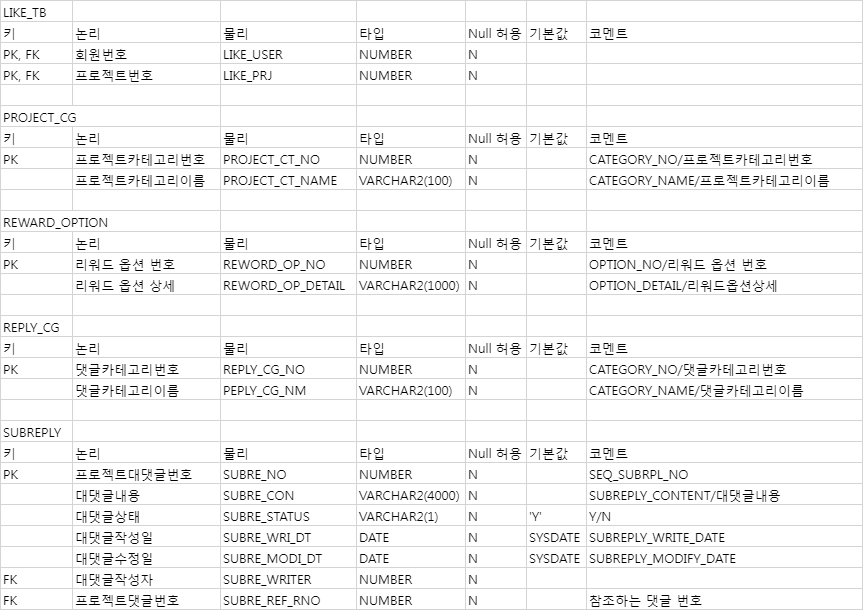 LIKE_TB
키 논리 물리 타입 Null 허용 기본값 코멘트
PK, FK 회원번호 LIKE_USER NUMBER N
PK, FK 프로젝트번호 LIKE_PRJ NUMBER N
PROJECT_CG
키 논리 물리 타입 Null 허용 기본값 코멘트
PK 프로젝트카테고리번호 PROJECT_CT_NO NUMBER N CATEGORY_NO/프로젝트카테고리번호
프로젝트카테고리이름 PROJECT_CT_NAME VARCHAR2(100) N CATEGORY_NAME/프로젝트카테고리이름
REWARD_OPTION
키 논리 물리 타입 Null 허용 기본값 코멘트
PK 리워드 옵션 번호 REWORD_OP_NO NUMBER N OPTION_NO/리워드 옵션 번호
리워드 옵션 상세 REWORD_OP_DETAIL VARCHAR2(1000) N OPTION_DETAIL/리워드옵션상세
REPLY_CG
키 논리 물리 타입 Null 허용 기본값 코멘트
PK 댓글카테고리번호 REPLY_CG_NO NUMBER N CATEGORY_NO/댓글카테고리번호
댓글카테고리이름 PEPLY_CG_NM VARCHAR2(100) N CATEGORY_NAME/댓글카테고리이름
SUBREPLY
키 논리 물리 타입 Null 허용 기본값 코멘트
PK 프로젝트대댓글번호 SUBRE_NO NUMBER N SEQ_SUBRPL_NO
대댓글내용 SUBRE_CON VARCHAR2(4000) N SUBREPLY_CONTENT/대댓글내용
대댓글상태 SUBRE_STATUS VARCHAR2(1) N 'Y' Y/N
대댓글작성일 SUBRE_WRI_DT DATE N SYSDATE SUBREPLY_WRITE_DATE
대댓글수정일 SUBRE_MODI_DT DATE N SYSDATE SUBREPLY_MODIFY_DATE
FK 대댓글작성자 SUBRE_WRITER NUMBER N
FK 프로젝트댓글번호 SUBRE_REF_RNO NUMBER N 참조하는 댓글 번호